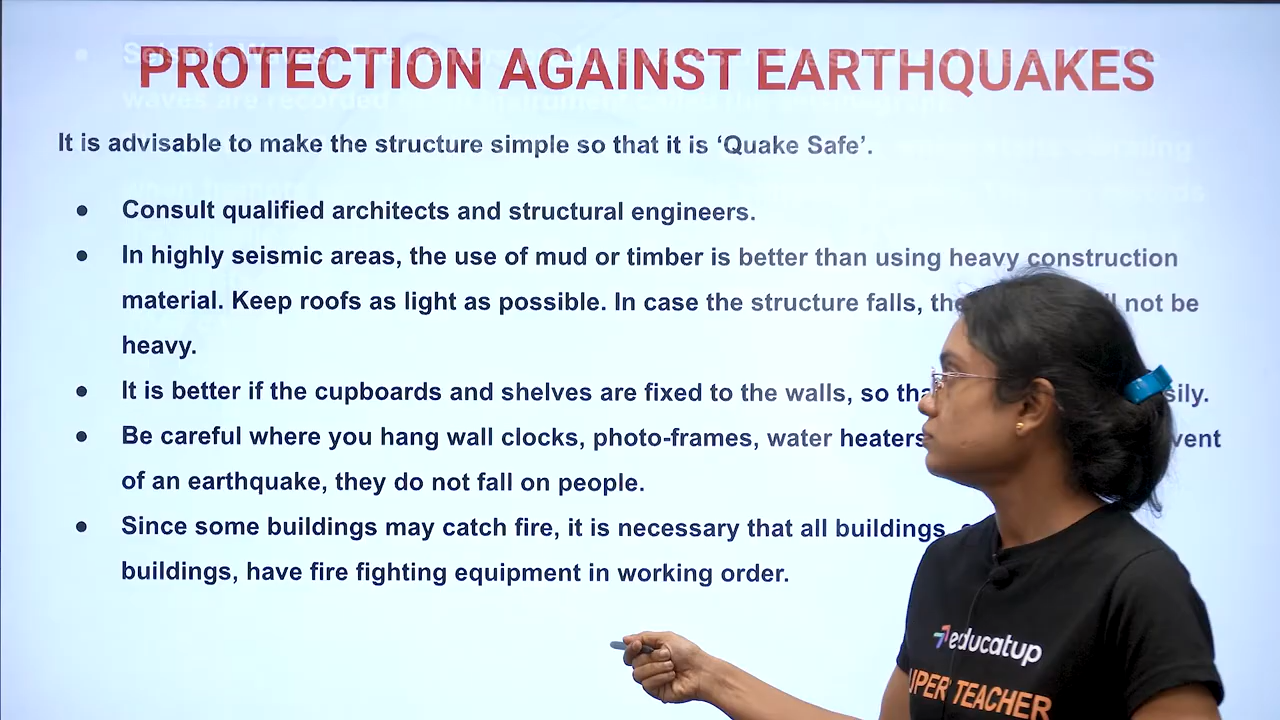 PROTECTION AGAINST EARTHQUAKES
It is advisable to make the structure simple so that it is ‘Quake Safe’.
● Consult qualified architects and structural engineers.
● In highly seismic areas, the use of mud or timber is better than using heavy construction
material. Keep roofs as light as possible. In case the structure falls, not be
heavy.
● It is better if the cupboards and shelves are fixed to the walls, so
● Be careful where you hang wall clocks, photo-frames, water heaters
of an earthquake, they do not fall on people.
● Since some buildings may catch fire, it is necessary that all buildings,
buildings, have fire fighting equipment in working order.
educatup
TEACHER